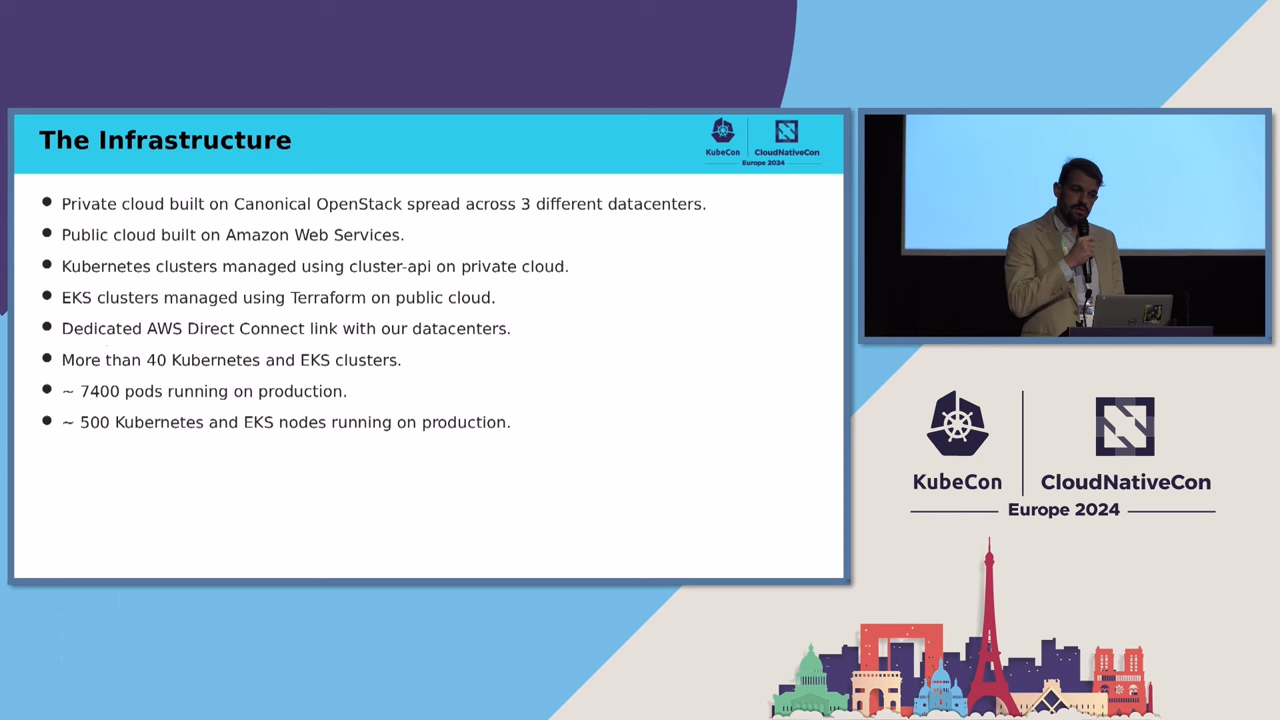 The Infrastructure
KubeCon
CloudNativeCon
Europe 2024
Private cloud built on Canonical OpenStack spread across 3 different datacenters.
Public cloud built on Amazon Web Services.
Kubernetes clusters managed using cluster-api on private cloud.
EKS clusters managed using Terraform on public cloud.
Dedicated AWS Direct Connect link with our datacenters.
More than 40 Kubernetes and EKS clusters.
~ 7400 pods running on production.
~ 500 Kubernetes and EKS nodes running on production.
KubeCon
CloudNativeCon
Europe 2024